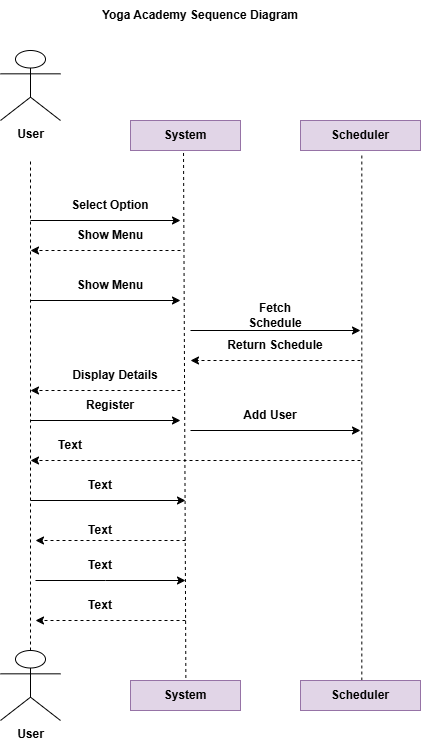 Yoga Academy Sequence Diagram
User
System
Scheduler
Select Option
Show Menu
Show Menu
Fetch
Schedule
Return Schedule
Display Details
Register
Add User
Text
Text
Text
Text
Text
System
Scheduler
User